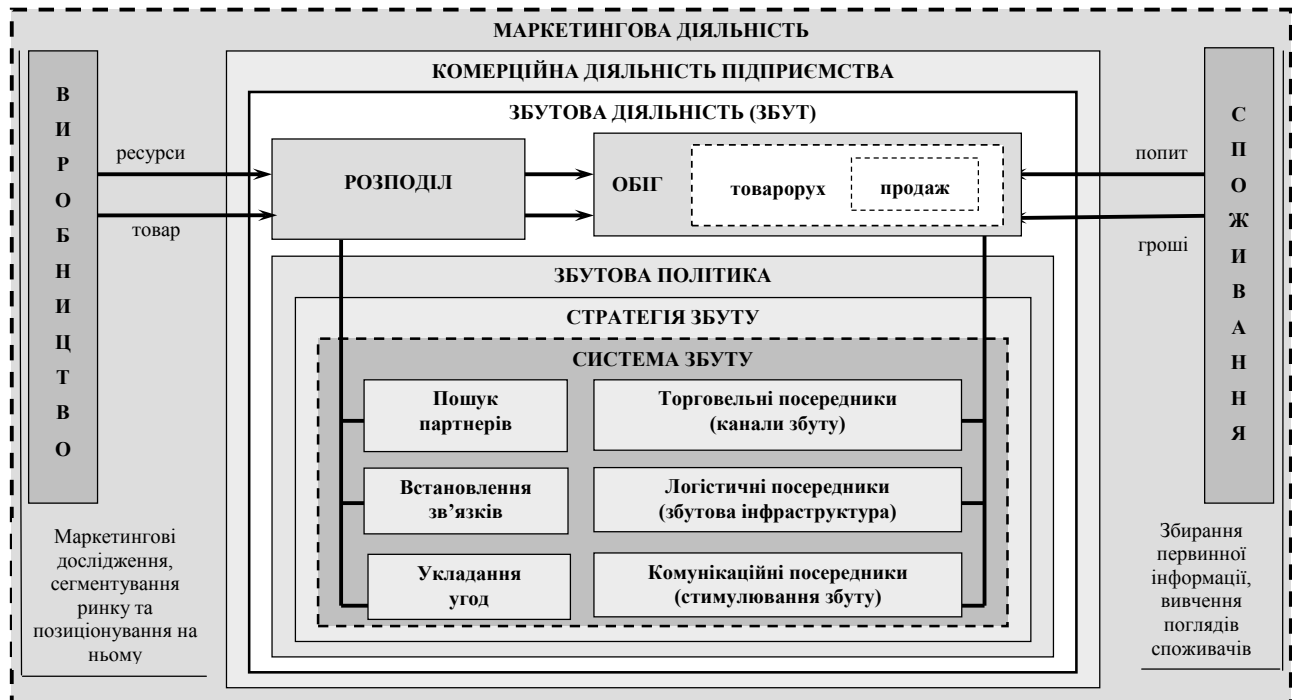 МАРКЕТИНГОВА ДІЯЛЬНІСТЬ
КОМЕРЦІЙНА ДІЯЛЬНІСТЬ ПІДПРИЄМСТВА
ЗБУТОВА ДІЯЛЬНІСТЬ (ЗБУТ)
В
И
Р
О
Б
Н
И
Ц
Т
В
О
ресурси
товар
РОЗПОДІЛ
ОБІГ
товарорух
продаж
попит
гроші
С
П
О
Ж
И
В
А
Н
Н
Я
ЗБУТОВА ПОЛІТИКА
СТРАТЕГІЯ ЗБУТУ
СИСТЕМА ЗБУТУ
Пошук
партнерів
Торговельні посередники
(канали збуту)
Встановлення
зв’язків
Логістичні посередники
(збутова інфраструктура)
Укладання
угод
Комунікаційні посередники
(стимулювання збуту)
Маркетингові
дослідження,
сегментування
ринку та
позиціонування на
ньому
Збирання
первинної
інформації,
вивчення
поглядів
споживачів